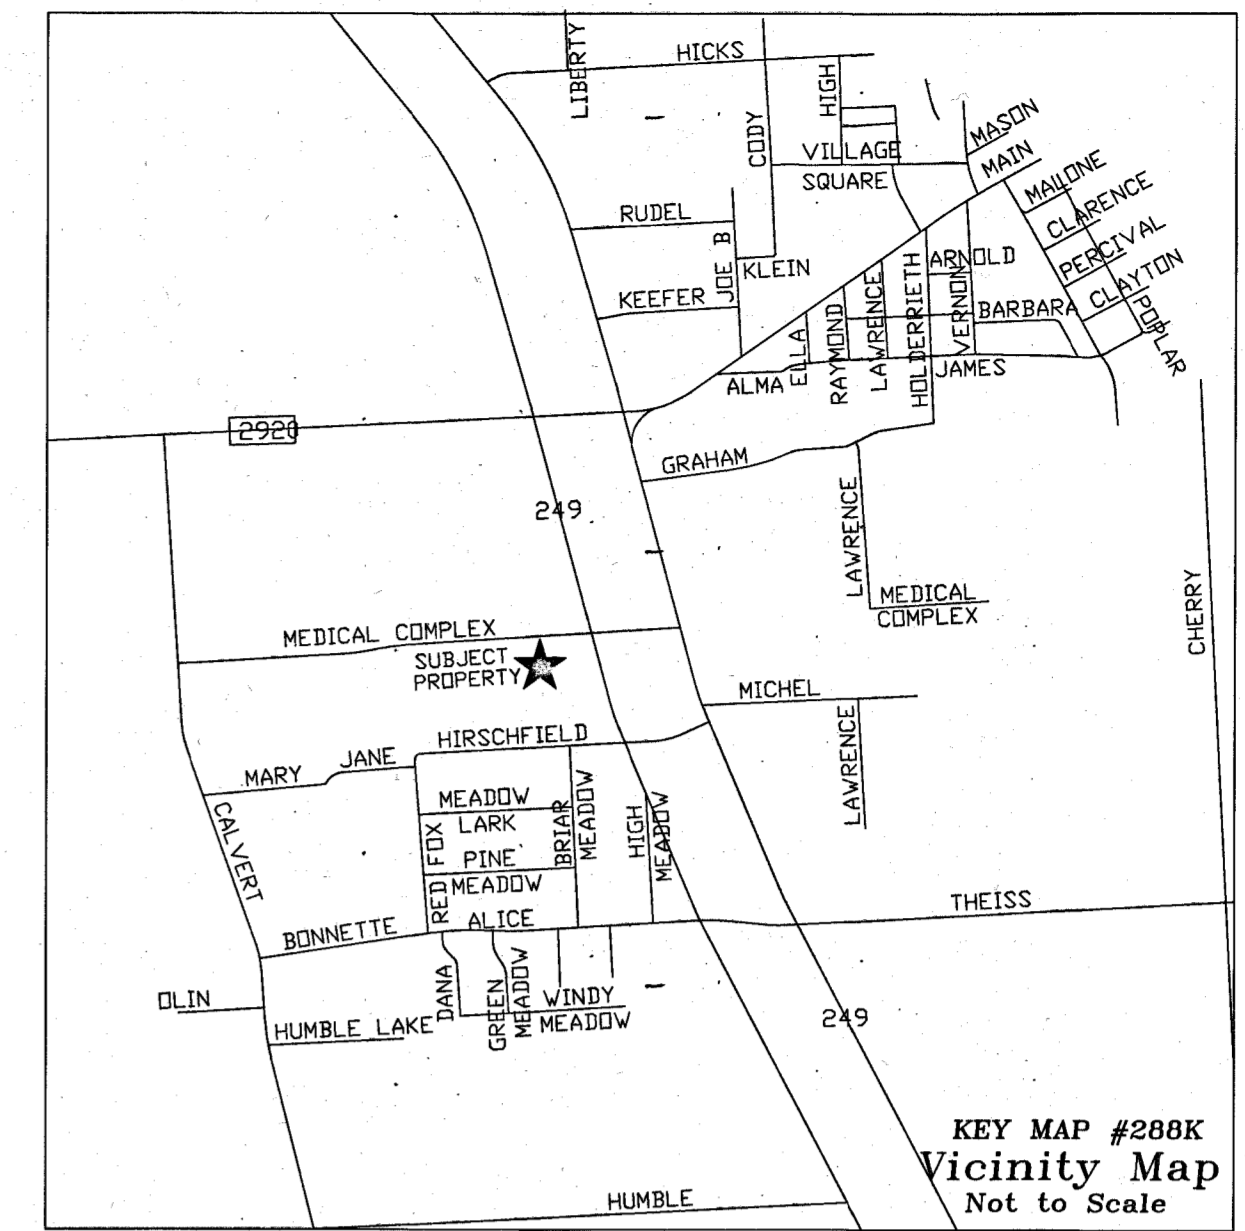 LIBERTY
HICKS
HIGH
CODY
VILLAGE
SQUARE
MASON
MAIN
MALLONE
CLARENCE
PERCIVAL
CLAYTON
POPLAR
RUDEL
JOE B
KLEIN
KEEFER
ARNOLD
VERNON
BARBARA
HOLDERRIETH
LAWRENCE
RAYMOND
ELLA
ALMA
JAMES
2920
GRAHAM
249
LAWRENCE
MEDICAL
COMPLEX
CHERRY
MEDICAL COMPLEX
SUBJECT
PROPERTY
MICHEL
LAWRENCE
HIRSCHFIELD
MARY JANE
CALVERT
MEADOW
LARK
PINE
MEADOW
RED FOX
BRIAR
MEADOW
HIGH
MEADOW
ALICE
BONNETTE
THEISS
OLIN
DANA
GREEN
MEADOW
WINDY
MEADOW
HUMBLE LAKE
249
HUMBLE
KEY MAP #288K
Vicinity Map
Not to Scale